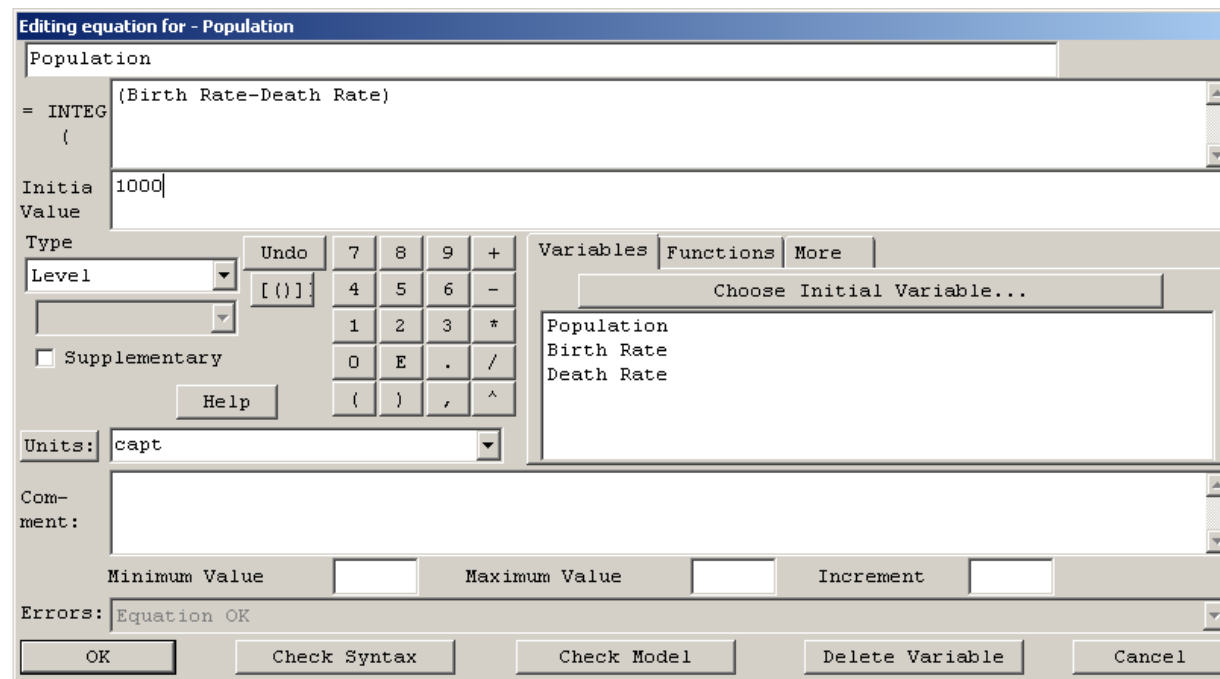 Editing equation for - Population
Population
= INTEG
(
(Birth Rate-Death Rate)
Initia
Value
1000
Type
Level
Undo
[()]
Supplementary
Help
7 8 9 +
4 5 6 -
1 2 3 *
0 E . /
( ) , ^
Variables Functions More
Choose Initial Variable...
Population
Birth Rate
Death Rate
Units: capt
Com-
ment:
Minimum Value Maximum Value Increment
Errors: Equation OK
OK Check Syntax Check Model Delete Variable Cancel